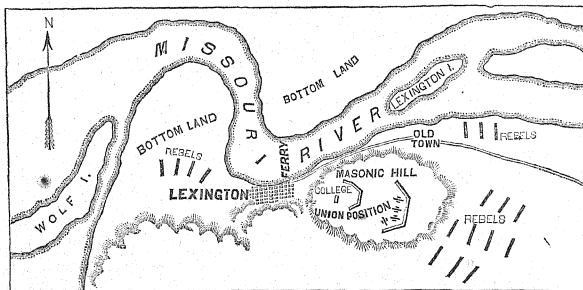 N
MISSOURI RIVER
BOTTOM LAND
LEXINGTON I.
BOTTOM LAND
REBELS
FERRY
OLD
TOWN
REBELS
WOLF I.
LEXINGTON
MASONIC HILL
COLLEGE
UNION POSITION
REBELS